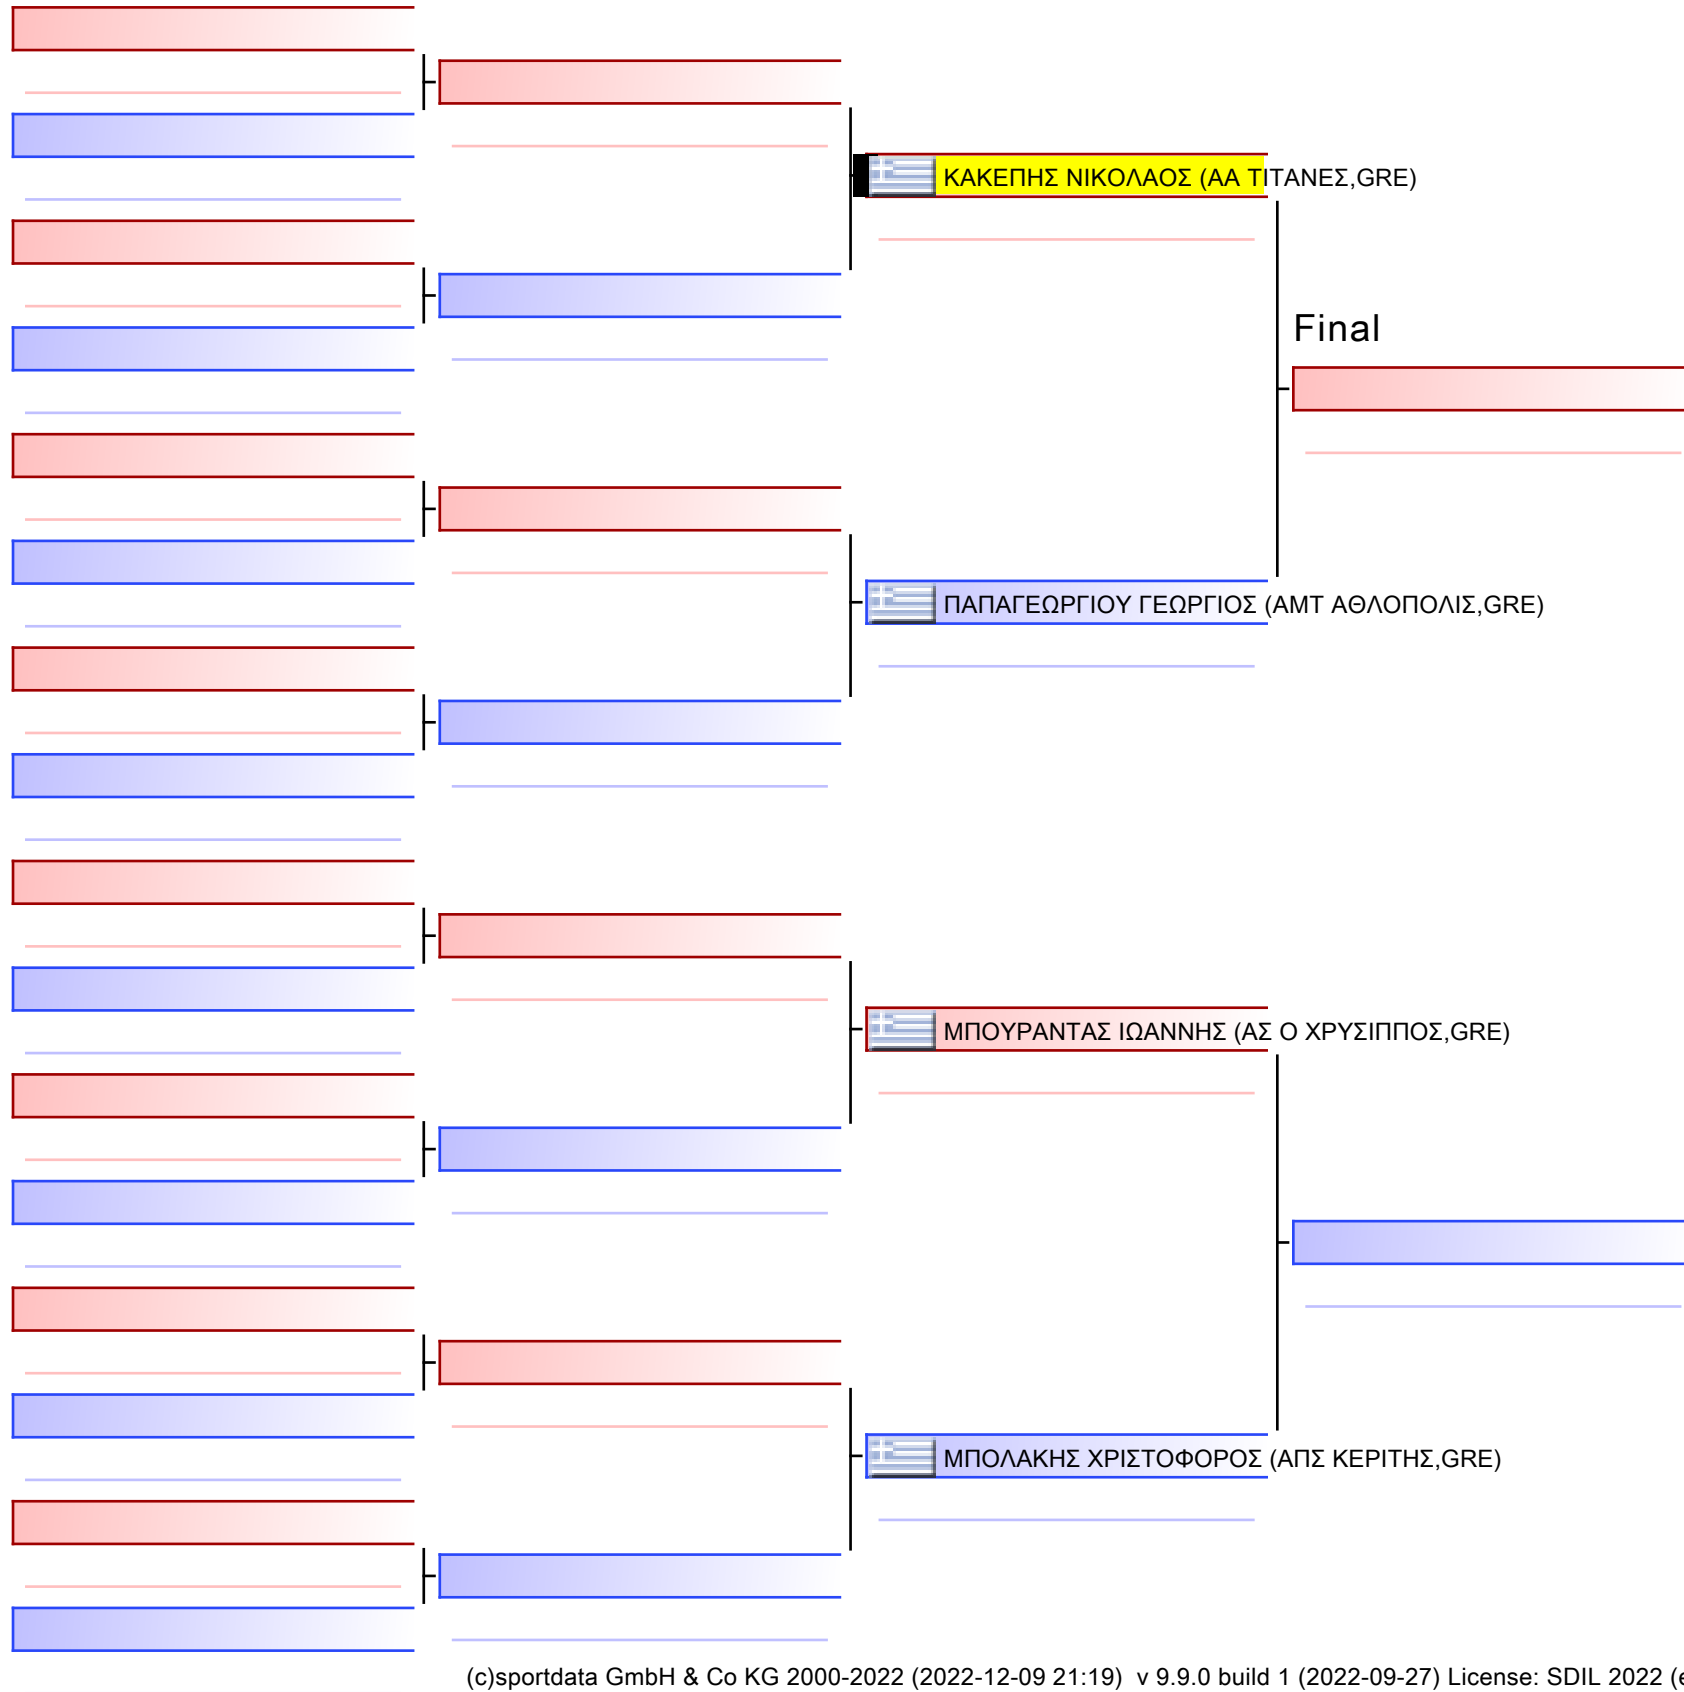 ΚΑΚΕΠΗΣ ΝΙΚΟΛΑΟΣ (ΑΑ ΤΙΤΑΝΕΣ,GRE)
Final
ΠΑΠΑΓΕΩΡΓΙΟΥ ΓΕΩΡΓΙΟΣ (ΑΜΤ ΑΘΛΟΠΟΛΙΣ,GRE)
ΜΠΟΥΡΑΝΤΑΣ ΙΩΑΝΝΗΣ (ΑΣ Ο ΧΡΥΣΙΠΠΟΣ,GRE)
ΜΠΟΛΑΚΗΣ ΧΡΙΣΤΟΦΟΡΟΣ (ΑΠΣ ΚΕΡΙΤΗΣ,GRE)
(c)sportdata GmbH & Co KG 2000-2022 (2022-12-09 21:19) v 9.9.0 build 1 (2022-09-27) License: SDIL 2022